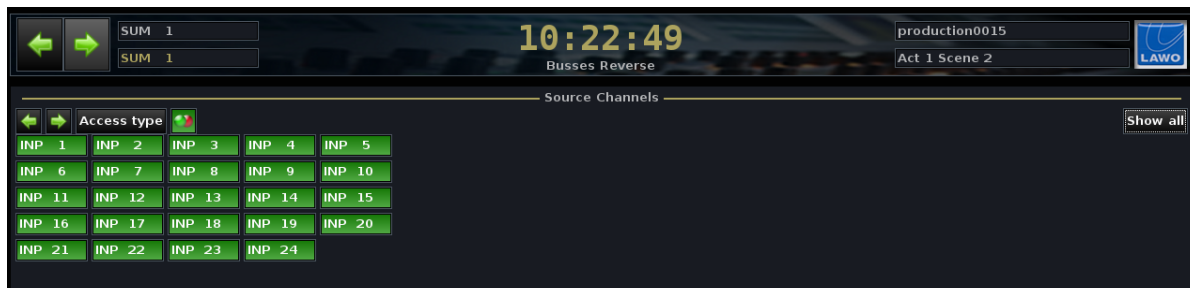 SUM 1
SUM 1
10:22:49
Busses Reverse
production0015
Act 1 Scene 2
LAWO
Source Channels
Access type
Show all
INP 1 INP 2 INP 3 INP 4 INP 5
INP 6 INP 7 INP 8 INP 9 INP 10
INP 11 INP 12 INP 13 INP 14 INP 15
INP 16 INP 17 INP 18 INP 19 INP 20
INP 21 INP 22 INP 23 INP 24